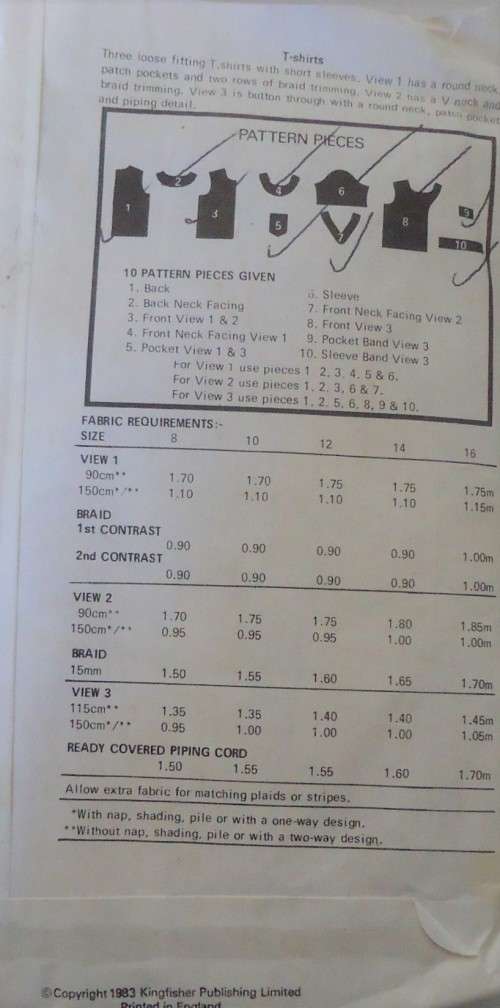 T-shirts
Three loose fitting T.shirts with short sleeves. View 1 has a round neck,
patch pockets and two rows of braid trimming. View 2 has a V neck and
braid trimming. View 3 is button through with a round neck, patch pocket
and piping detail.
PATTERN PIECES
1 2 3 4 5 6 7 8 9 10
10 PATTERN PIECES GIVEN
1. Back
2. Back Neck Facing
3. Front View 1 & 2
4. Front Neck Facing View 1
5. Pocket View 1 & 3
6. Sleeve
7. Front Neck Facing View 2
8. Front View 3
9. Pocket Band View 3
10. Sleeve Band View 3
For View 1 use pieces 1 2, 3, 4, 5 & 6.
For View 2 use pieces 1, 2, 3, 6 & 7.
For View 3 use pieces 1, 2, 5, 6, 8, 9 & 10.
FABRIC REQUIREMENTS:-
SIZE 8 10 12 14 16
VIEW 1
90cm** 1.70 1.70 1.75 1.75 1.75m
150cm*/** 1.10 1.10 1.10 1.10 1.15m
BRAID
1st CONTRAST
0.90 0.90 0.90 0.90 1.00m
2nd CONTRAST
0.90 0.90 0.90 0.90 1.00m
VIEW 2
90cm** 1.70 1.75 1.75 1.80 1.85m
150cm*/** 0.95 0.95 0.95 1.00 1.00m
BRAID
15mm 1.50 1.55 1.60 1.65 1.70m
VIEW 3
115cm** 1.35 1.35 1.40 1.40 1.45m
150cm*/** 0.95 1.00 1.00 1.00 1.05m
READY COVERED PIPING CORD
1.50 1.55 1.55 1.60 1.70m
Allow extra fabric for matching plaids or stripes.
*With nap, shading, pile or with a one-way design.
**Without nap, shading, pile or with a two-way design.
©Copyright 1983 Kingfisher Publishing Limited
Printed in England